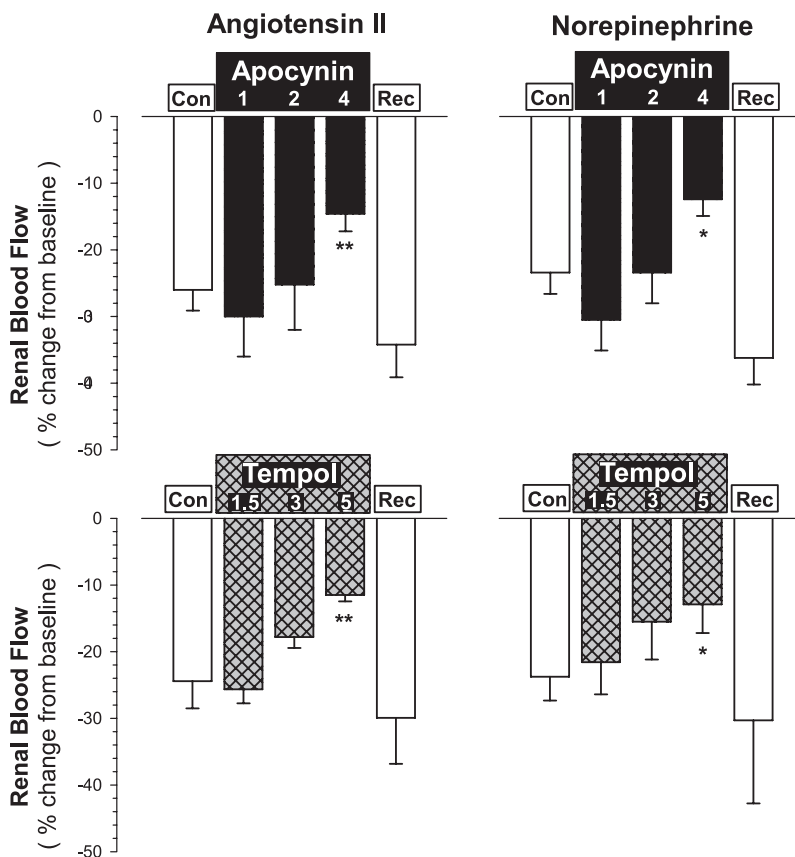 Angiotensin II
Norepinephrine
Apocynin
Con 1 2 4 Rec
Apocynin
Con 1 2 4 Rec
Renal Blood Flow
( % change from baseline )
0
-10
-20
-30
-40
-50
**
*
Tempol
Con 1.5 3 5 Rec
Tempol
Con 1.5 3 5 Rec
Renal Blood Flow
( % change from baseline )
0
-10
-20
-30
-40
-50
**
*